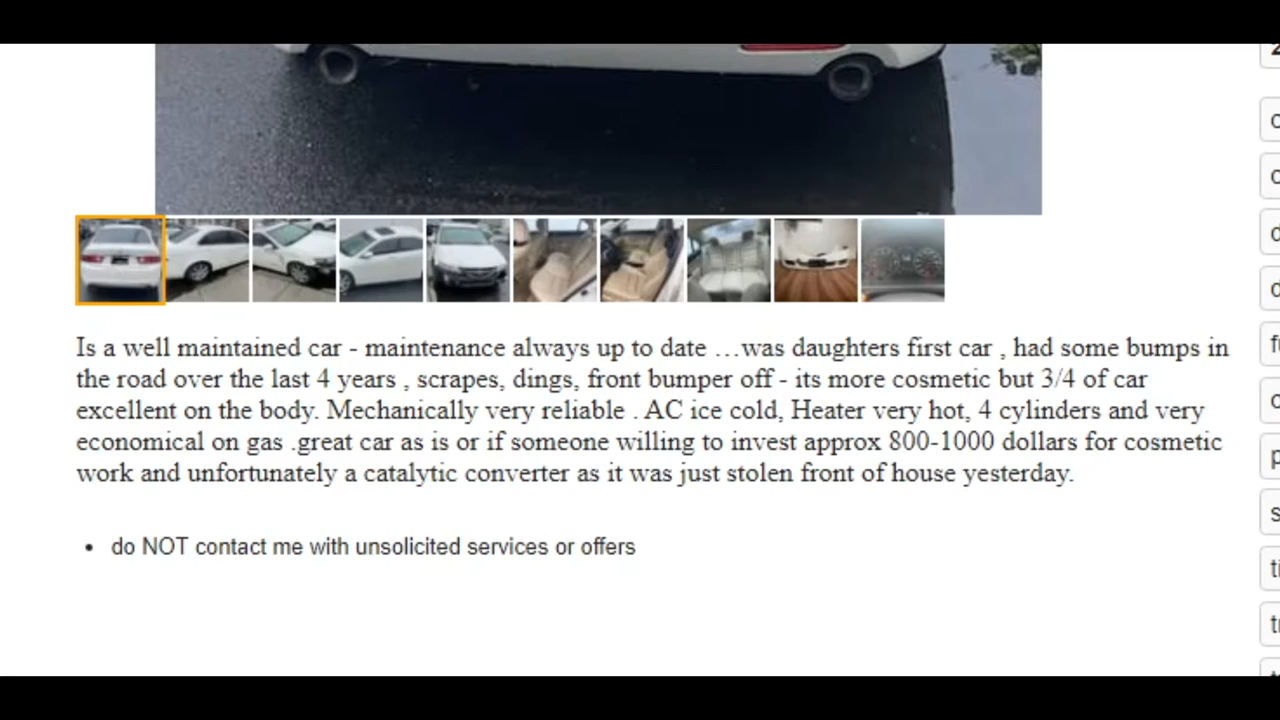 Is a well maintained car - maintenance always up to date ...was daughters first car , had some bumps in
the road over the last 4 years , scrapes, dings, front bumper off - its more cosmetic but 3/4 of car
excellent on the body. Mechanically very reliable . AC ice cold, Heater very hot, 4 cylinders and very
economical on gas .great car as is or if someone willing to invest approx 800-1000 dollars for cosmetic
work and unfortunately a catalytic converter as it was just stolen front of house yesterday.
• do NOT contact me with unsolicited services or offers